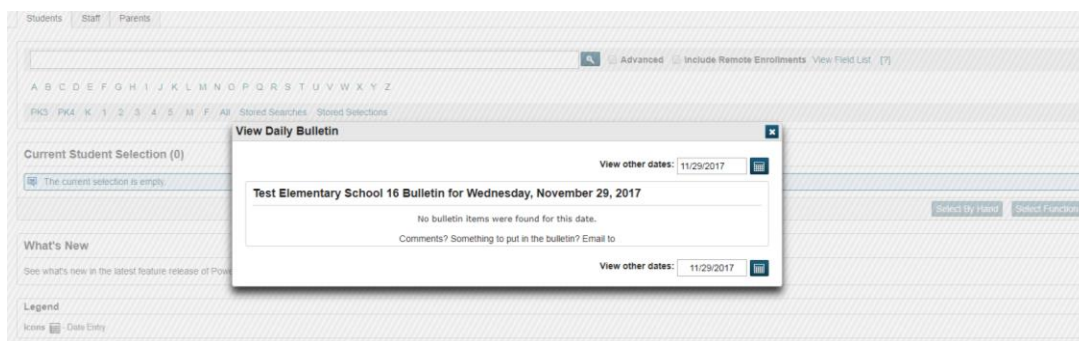 Students Staff Parents
Advanced Include Remote Enrollments View Field List [?]
A B C D E F G H I J K L M N O P Q R S T U V W X Y Z
PK3 PK4 K 1 2 3 4 5 M F All Stored Searches Stored Selections
View Daily Bulletin
Current Student Selection (0)
View other dates: 11/29/2017
The current selection is empty.
Test Elementary School 16 Bulletin for Wednesday, November 29, 2017
No bulletin items were found for this date.
Select By Hand Select Function
Comments? Something to put in the bulletin? Email to
What's New
View other dates: 11/29/2017
See what's new in the latest feature release of Powe
Legend
Icons - Date Entry